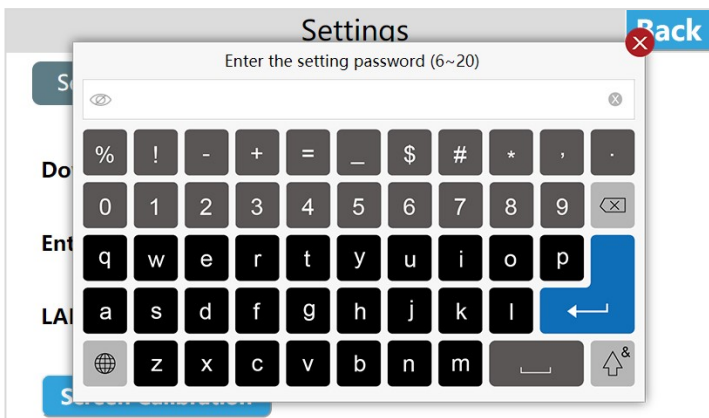 Settings
Back
Enter the setting password (6~20)
% ! - + = _ $ # * , .
0 1 2 3 4 5 6 7 8 9
q w e r t y u i o p
a s d f g h j k l
z x c v b n m &
Screen Calibration